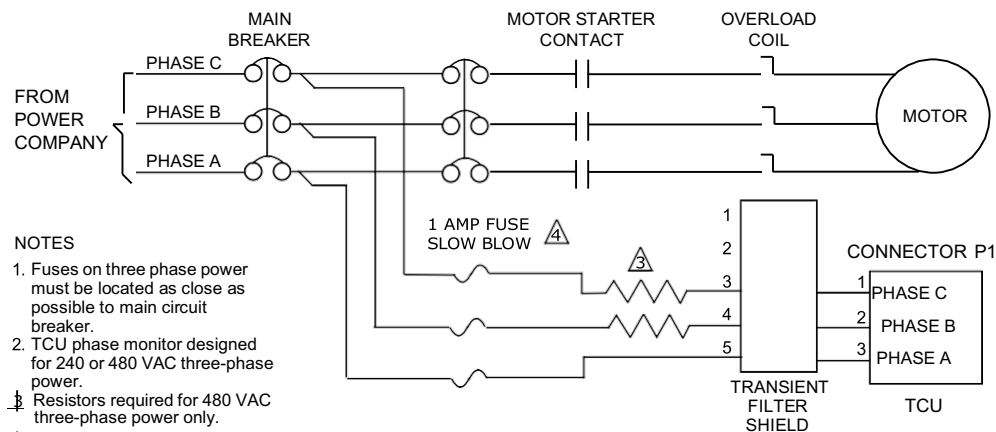 MAIN
BREAKER
MOTOR STARTER
CONTACT
OVERLOAD
COIL
FROM
POWER
COMPANY
PHASE C
PHASE B
PHASE A
MOTOR
1 AMP FUSE
SLOW BLOW
4
3
1
2
3
4
5
TRANSIENT
FILTER
SHIELD
CONNECTOR P1
1
PHASE C
2
PHASE B
3
PHASE A
TCU
NOTES
1. Fuses on three phase power
must be located as close as
possible to main circuit
breaker.
2. TCU phase monitor designed
for 240 or 480 VAC three-phase
power.
3 Resistors required for 480 VAC
three-phase power only.